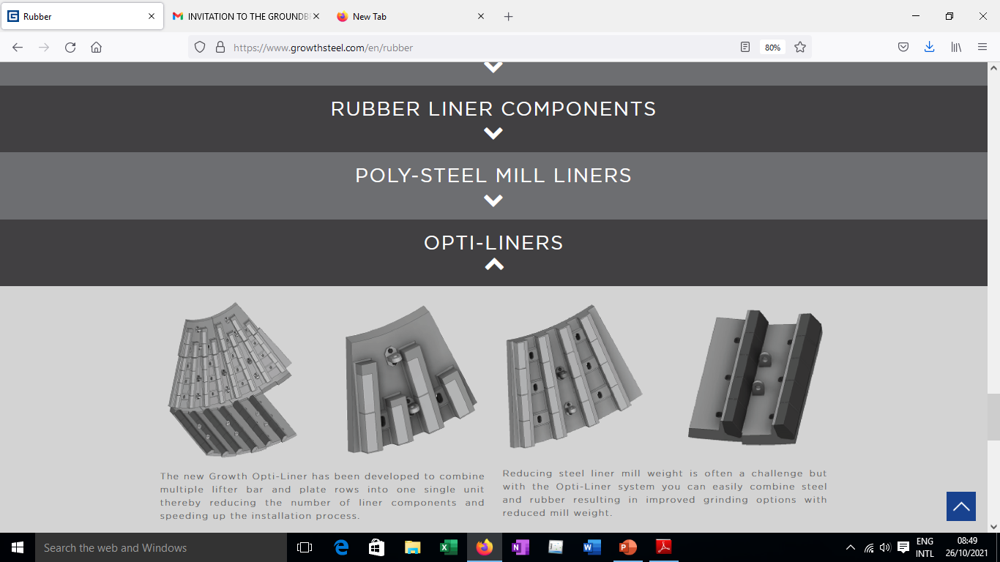 Rubber
INVITATION TO THE GROUNDB
New Tab
https://www.growthsteel.com/en/rubber
80%
RUBBER LINER COMPONENTS
POLY-STEEL MILL LINERS
OPTI-LINERS
The new Growth Opti-Liner has been developed to combine
multiple lifter bar and plate rows into one single unit
thereby reducing the number of liner components and
speeding up the installation process.
Reducing steel liner mill weight is often a challenge but
with the Opti-Liner system you can easily combine steel
and rubber resulting in improved grinding options with
reduced mill weight.
Search the web and Windows
ENG
INTL
08:49
26/10/2021